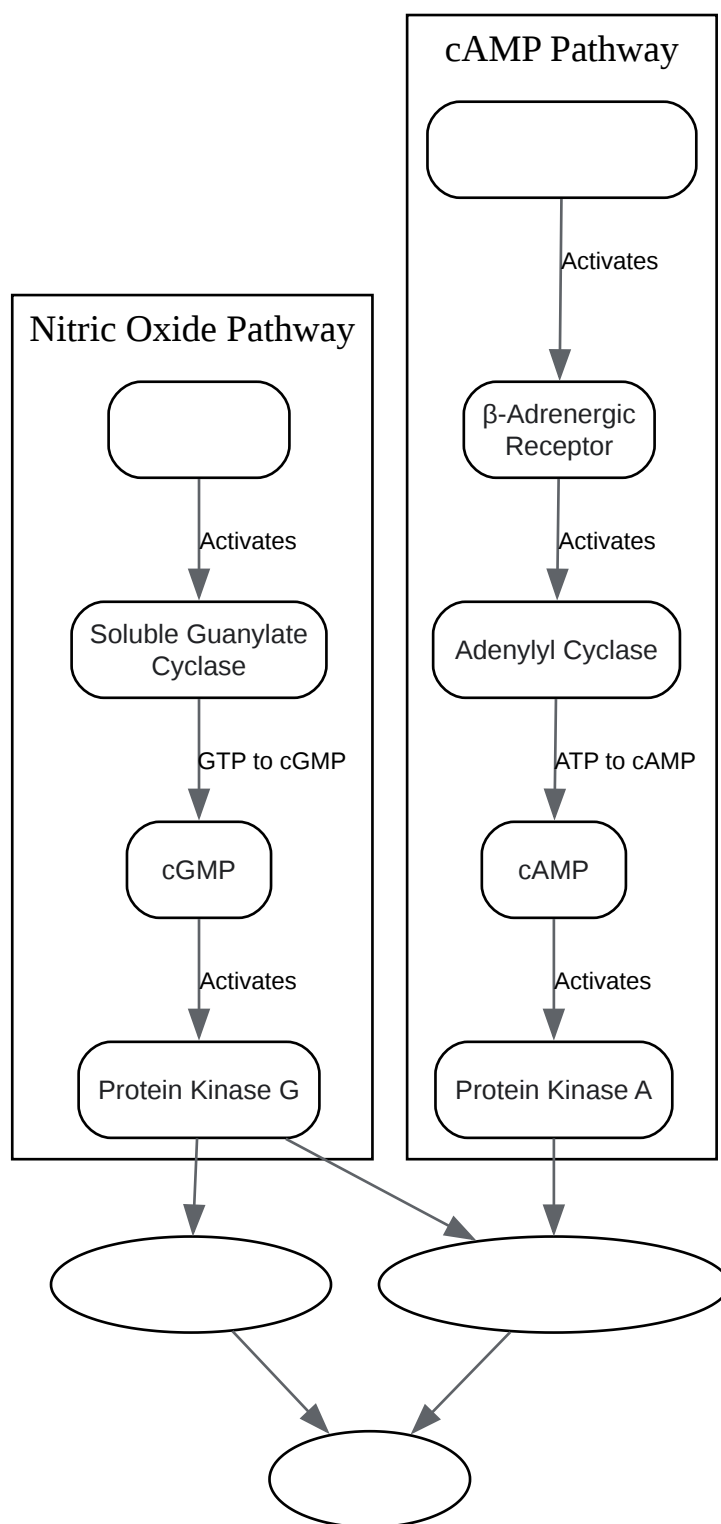 cAMP Pathway
Activates
Nitric Oxide Pathway
β-Adrenergic
Receptor
Activates
Activates
Soluble Guanylate
Cyclase
Adenylyl Cyclase
GTP to cGMP
ATP to cAMP
cGMP
cAMP
Activates
Activates
Protein Kinase G
Protein Kinase A